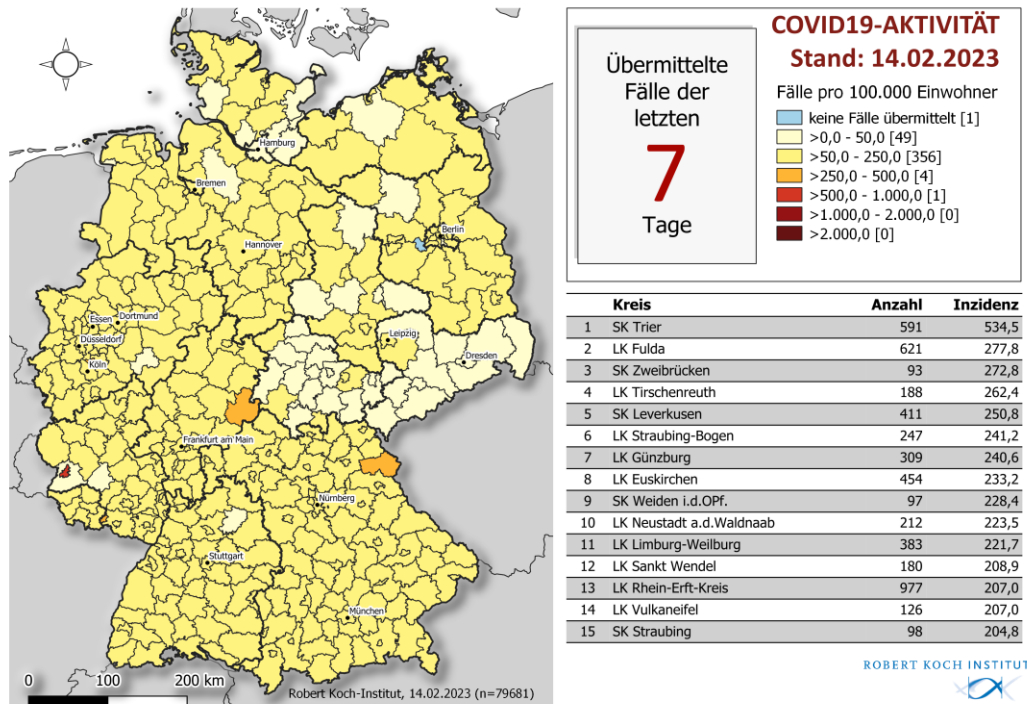 Hamburg
Bremen
Berlin
Hannover
Essen
Dortmund
Düsseldorf
Leipzig
Köln
Dresden
Frankfurt am Main
Nürnberg
Stuttgart
München
0 100 200 km
Robert Koch-Institut, 14.02.2023 (n=79681)
Übermittelte
Fälle der
letzten
7
Tage
COVID19-AKTIVITÄT
Stand: 14.02.2023
Fälle pro 100.000 Einwohner
keine Fälle übermittelt [1]
>0,0 - 50,0 [49]
>50,0 - 250,0 [356]
>250,0 - 500,0 [4]
>500,0 - 1.000,0 [1]
>1.000,0 - 2.000,0 [0]
>2.000,0 [0]
Kreis Anzahl Inzidenz
1 SK Trier 591 534,5
2 LK Fulda 621 277,8
3 SK Zweibrücken 93 272,8
4 LK Tirschenreuth 188 262,4
5 SK Leverkusen 411 250,8
6 LK Straubing-Bogen 247 241,2
7 LK Günzburg 309 240,6
8 LK Euskirchen 454 233,2
9 SK Weiden i.d.OPf. 97 228,4
10 LK Neustadt a.d.Waldnaab 212 223,5
11 LK Limburg-Weilburg 383 221,7
12 LK Sankt Wendel 180 208,9
13 LK Rhein-Erft-Kreis 977 207,0
14 LK Vulkaneifel 126 207,0
15 SK Straubing 98 204,8
ROBERT KOCH INSTITUT